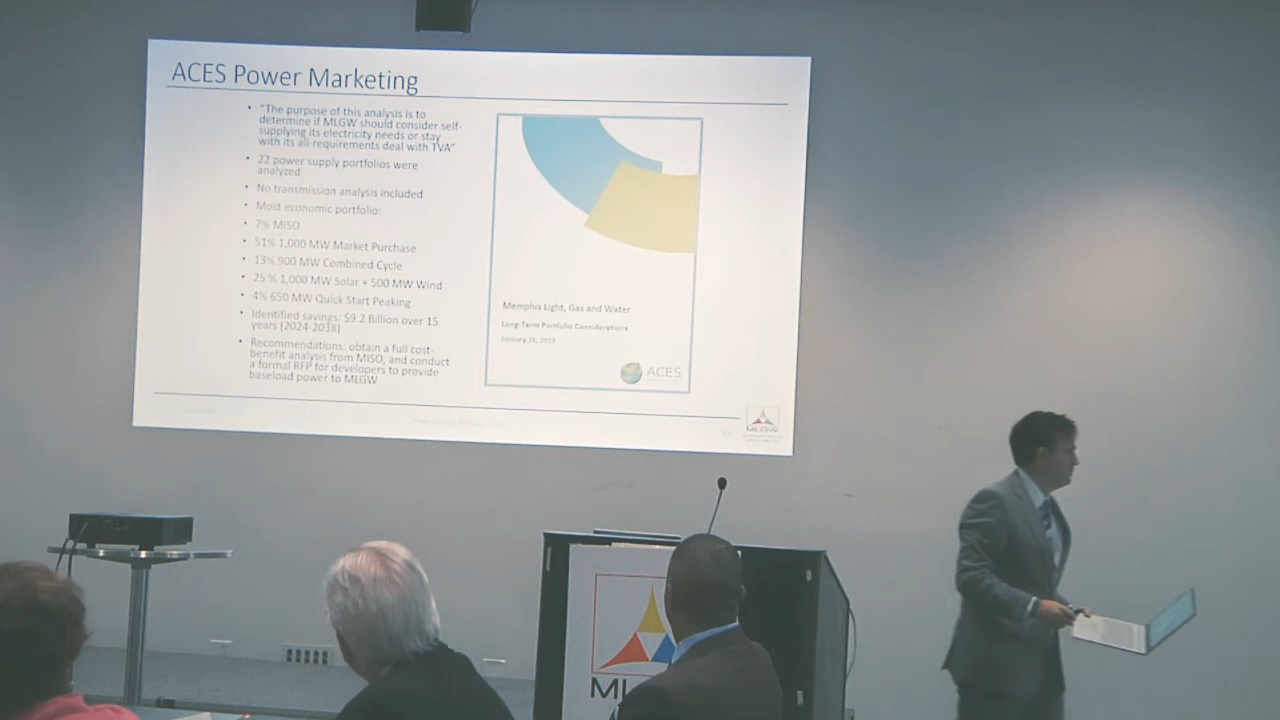 ACES Power Marketing
• "The purpose of this analysis is to
determine if MLGW should consider self-
supplying its electricity needs or stay
with its all-requirements deal with TVA"
• 22 power supply portfolios were
analyzed
• No transmission analysis included
• Most economic portfolio:
• 7% MISO
• 51% 1,000 MW Market Purchase
• 13% 900 MW Combined Cycle
• 25 % 1,000 MW Solar + 500 MW Wind
• 4% 650 MW Quick Start Peaking
• Identified savings: $9.2 Billion over 15
years (2024-2038)
• Recommendations: obtain a full cost-
benefit analysis from MISO, and conduct
a formal RFP for developers to provide
baseload power to MLGW
Memphis Light, Gas and Water
Long-Term Portfolio Considerations
January 31, 2019
ACES
MLGW
ML